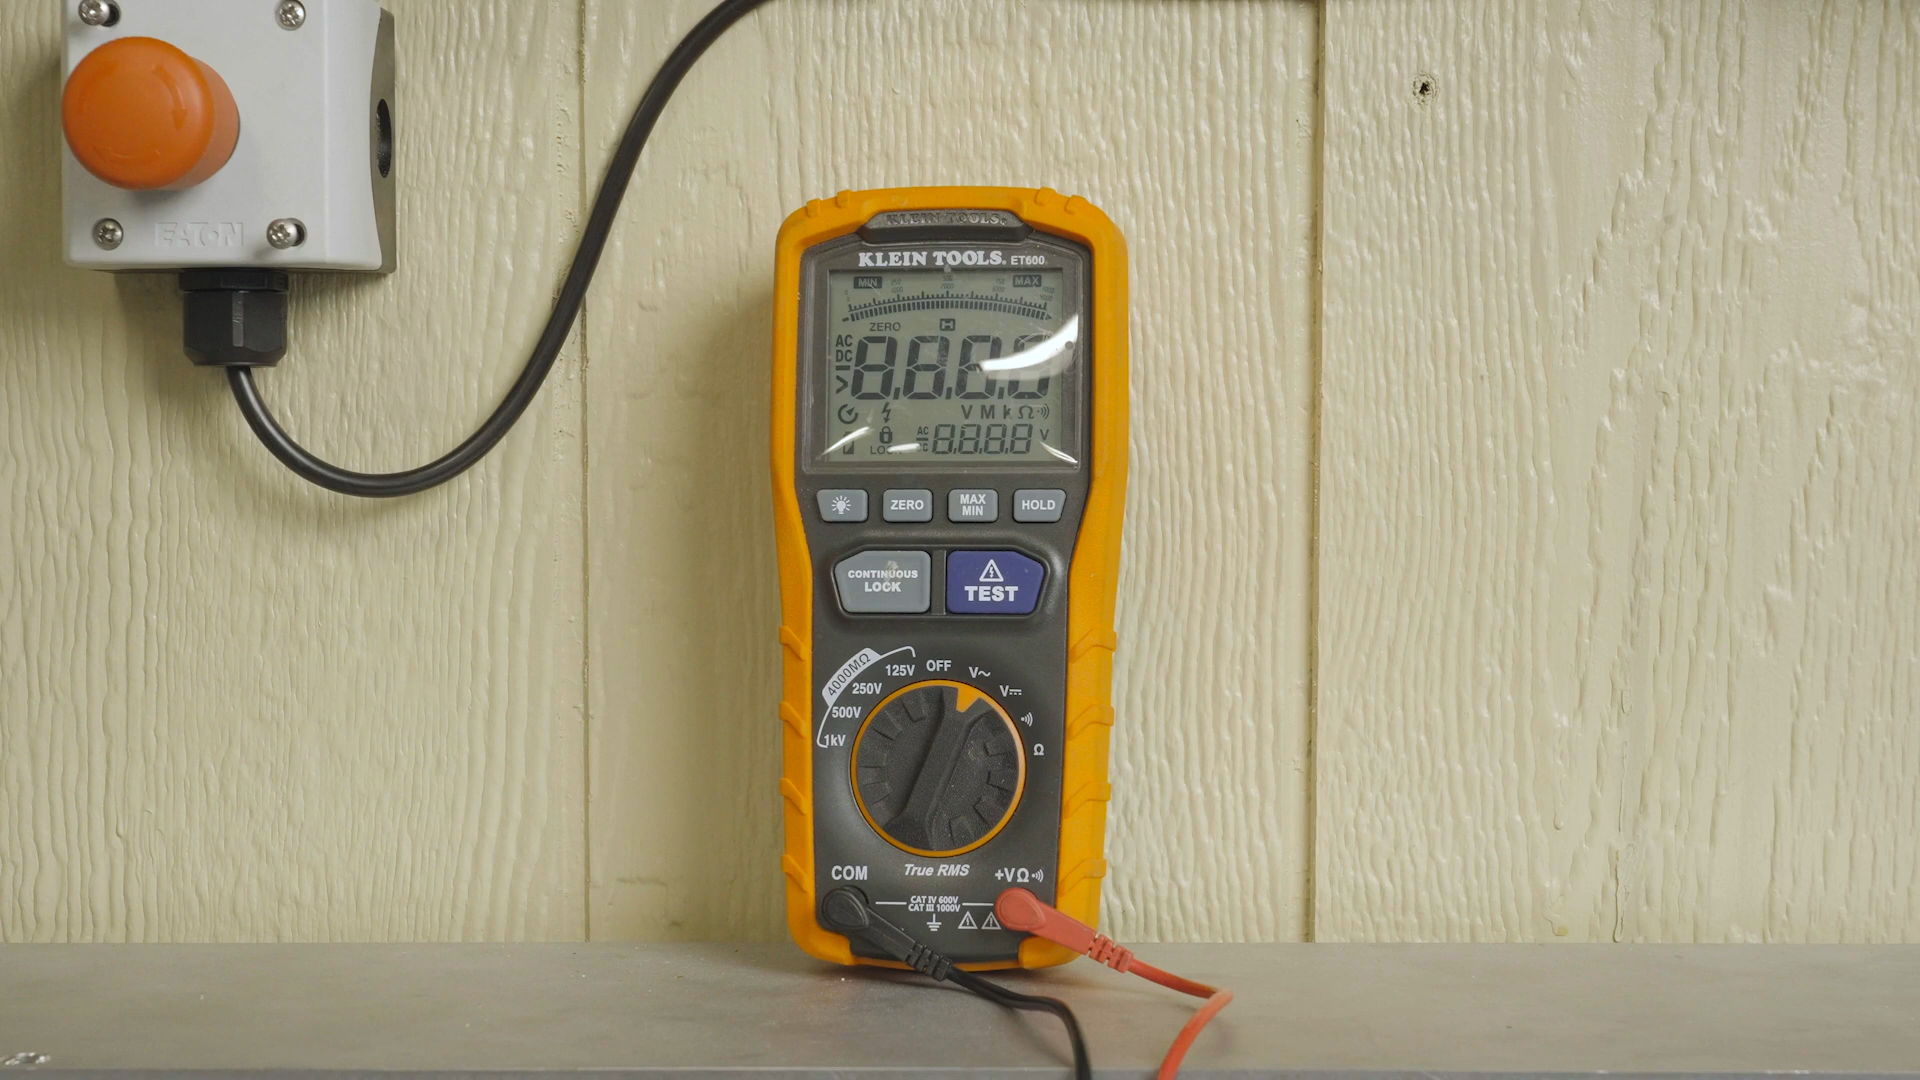 EATON
KLEIN TOOLS®
KLEIN TOOLS® ET600
MIN MAX
ZERO H
AC
DC
8.8.8.8
V M k Ω
AC 8.8.8.8 V
LOCK
ZERO
MAX
MIN
HOLD
CONTINUOUS
LOCK
TEST
OFF
V~
V
Ω
4000MΩ
125V
250V
500V
1kV
COM
True RMS
+VΩ
CAT IV 600V
CAT III 1000V